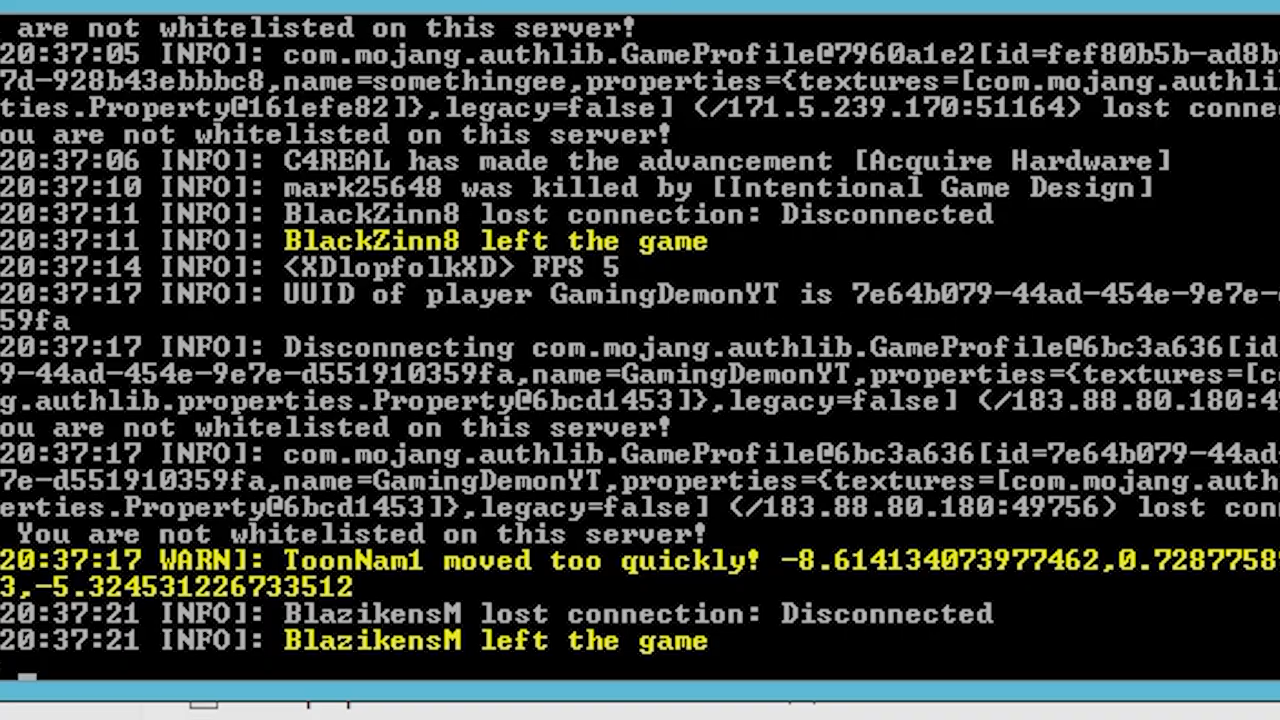 are not whitelisted on this server!
20:37:05 INFO]: com.mojang.authlib.GameProfile@7960a1e2[id=fef80b5b-ad8b
7d-928b43ebbbc8,name=somethingee,properties={textures=[com.mojang.authli
ties.Property@161efe82]},legacy=false] (/171.5.239.170:51164) lost conne
ou are not whitelisted on this server!
20:37:06 INFO]: C4REAL has made the advancement [Acquire Hardware]
20:37:10 INFO]: mark25648 was killed by [Intentional Game Design]
20:37:11 INFO]: BlackZinn8 lost connection: Disconnected
20:37:11 INFO]: BlackZinn8 left the game
20:37:14 INFO]: <XDlopfolkXD> FPS 5
20:37:17 INFO]: UUID of player GamingDemonYT is 7e64b079-44ad-454e-9e7e-
59fa
20:37:17 INFO]: Disconnecting com.mojang.authlib.GameProfile@6bc3a636[id
9-44ad-454e-9e7e-d551910359fa,name=GamingDemonYT,properties={textures=[c
g.authlib.properties.Property@6bcd1453]},legacy=false] (/183.88.80.180:4
ou are not whitelisted on this server!
20:37:17 INFO]: com.mojang.authlib.GameProfile@6bc3a636[id=7e64b079-44ad
7e-d551910359fa,name=GamingDemonYT,properties={textures=[com.mojang.auth
erties.Property@6bcd1453]},legacy=false] (/183.88.80.180:49756) lost con
You are not whitelisted on this server!
20:37:17 WARN]: ToonNam1 moved too quickly! -8.614134073977462,0.7287758
3,-5.324531226733512
20:37:21 INFO]: BlazikensM lost connection: Disconnected
20:37:21 INFO]: BlazikensM left the game